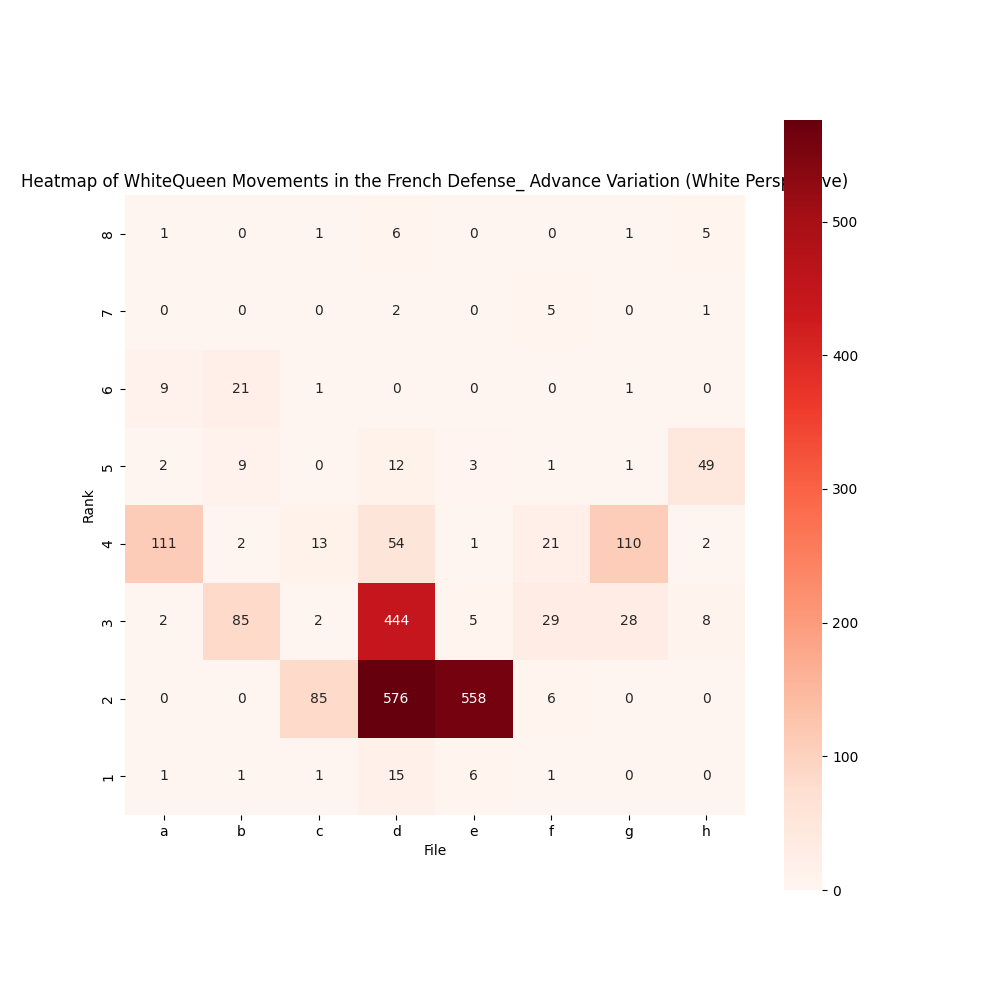 Heatmap of WhiteQueen Movements in the French Defense_ Advance Variation (White Perspective)
8 1 0 1 6 0 0 1 5
7 0 0 0 2 0 5 0 1
6 9 21 1 0 0 0 1 0
5 2 9 0 12 3 1 1 49
4 111 2 13 54 1 21 110 2
3 2 85 2 444 5 29 28 8
2 0 0 85 576 558 6 0 0
1 1 1 1 15 6 1 0 0
a b c d e f g h
File
Rank
500
400
300
200
100
0